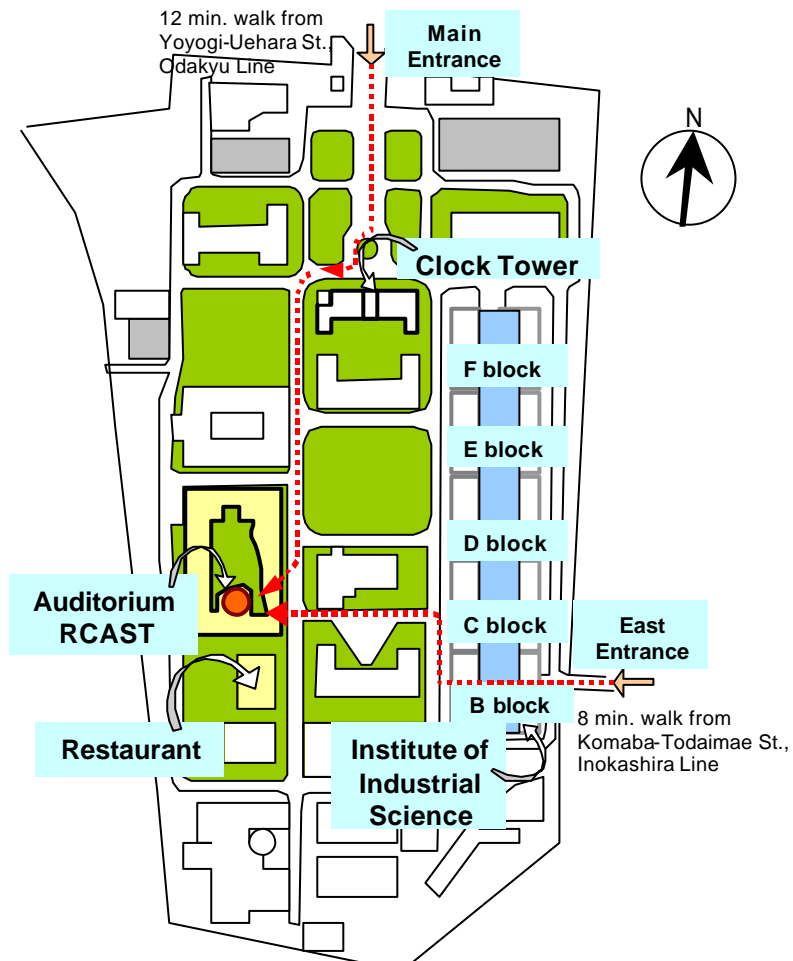 12 min. walk from
Yoyogi-Uehara St.,
Odakyu Line
Main
Entrance
N
Clock Tower
F block
E block
D block
C block
B block
Auditorium
RCAST
East
Entrance
8 min. walk from
Komaba-Todaimae St.,
Inokashira Line
Restaurant
Institute of
Industrial
Science